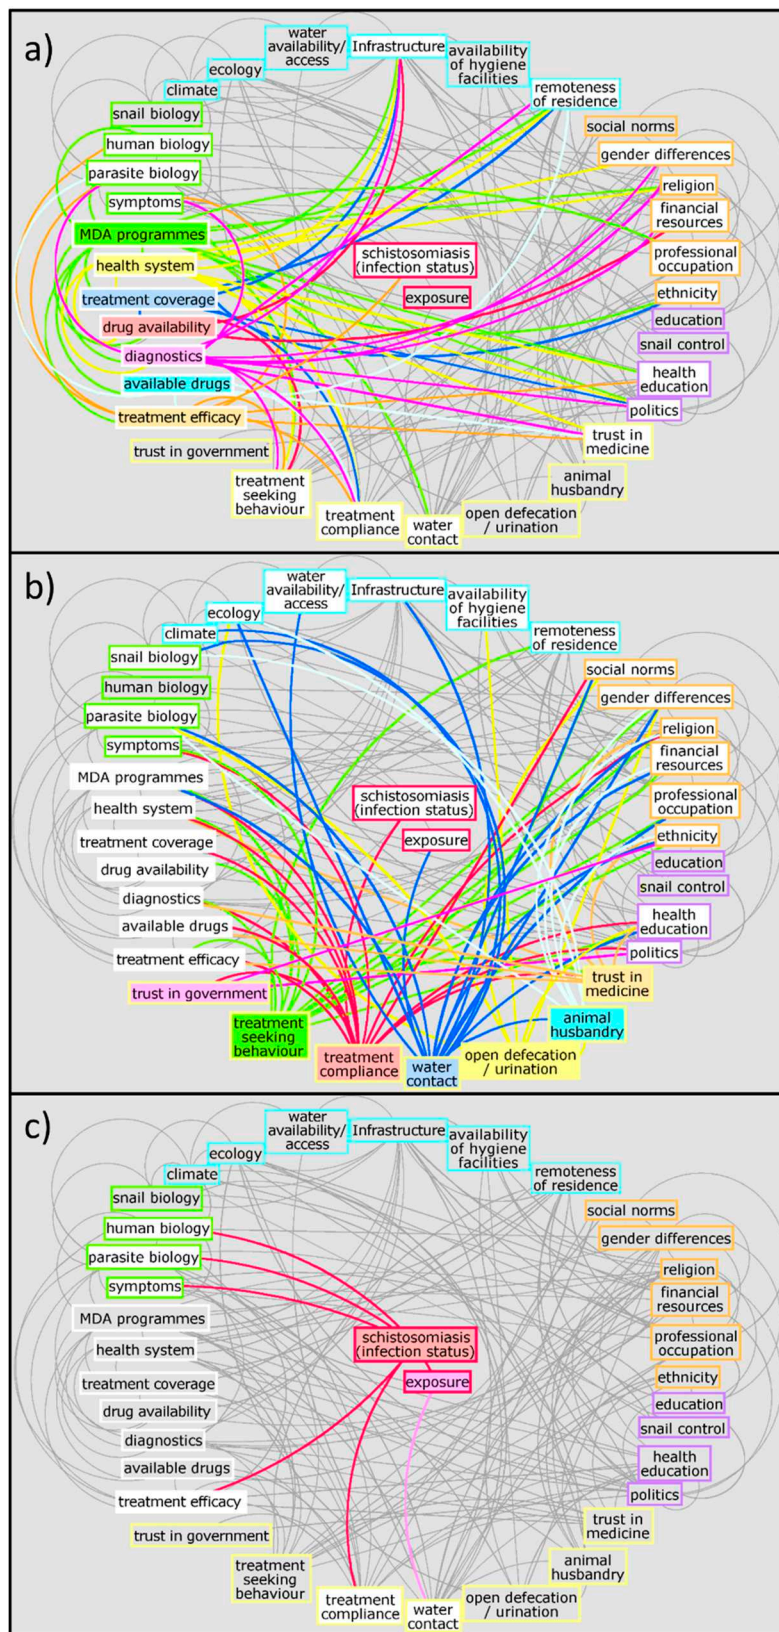 a)
water
availability/
access
Infrastructure
availability
of hygiene
facilities
ecology
climate
remoteness
of residence
snail biology
social norms
human biology
gender differences
parasite biology
religion
symptoms
financial
resources
MDA programmes
schistosomiasis
(infection status)
professional
occupation
health system
treatment coverage
exposure
ethnicity
drug availability
education
diagnostics
snail control
available drugs
health
education
treatment efficacy
politics
trust in government
trust in
medicine
treatment
seeking
behaviour
animal
husbandry
treatment
compliance
water
contact
open defecation
/ urination
b)
water
availability/
access
Infrastructure
availability
of hygiene
facilities
ecology
climate
remoteness
of residence
snail biology
social norms
human biology
gender differences
parasite biology
religion
symptoms
financial
resources
MDA programmes
schistosomiasis
(infection status)
professional
occupation
health system
treatment coverage
exposure
ethnicity
drug availability
education
diagnostics
snail control
available drugs
health
education
treatment efficacy
politics
trust in government
trust in
medicine
treatment
seeking
behaviour
animal
husbandry
treatment
compliance
water
contact
open defecation
/ urination
c)
water
availability/
access
Infrastructure
availability
of hygiene
facilities
ecology
climate
remoteness
of residence
snail biology
social norms
human biology
gender differences
parasite biology
religion
symptoms
financial
resources
MDA programmes
schistosomiasis
(infection status)
professional
occupation
health system
treatment coverage
exposure
ethnicity
drug availability
education
diagnostics
snail control
available drugs
health
education
treatment efficacy
politics
trust in government
trust in
medicine
treatment
seeking
behaviour
animal
husbandry
treatment
compliance
water
contact
open defecation
/ urination